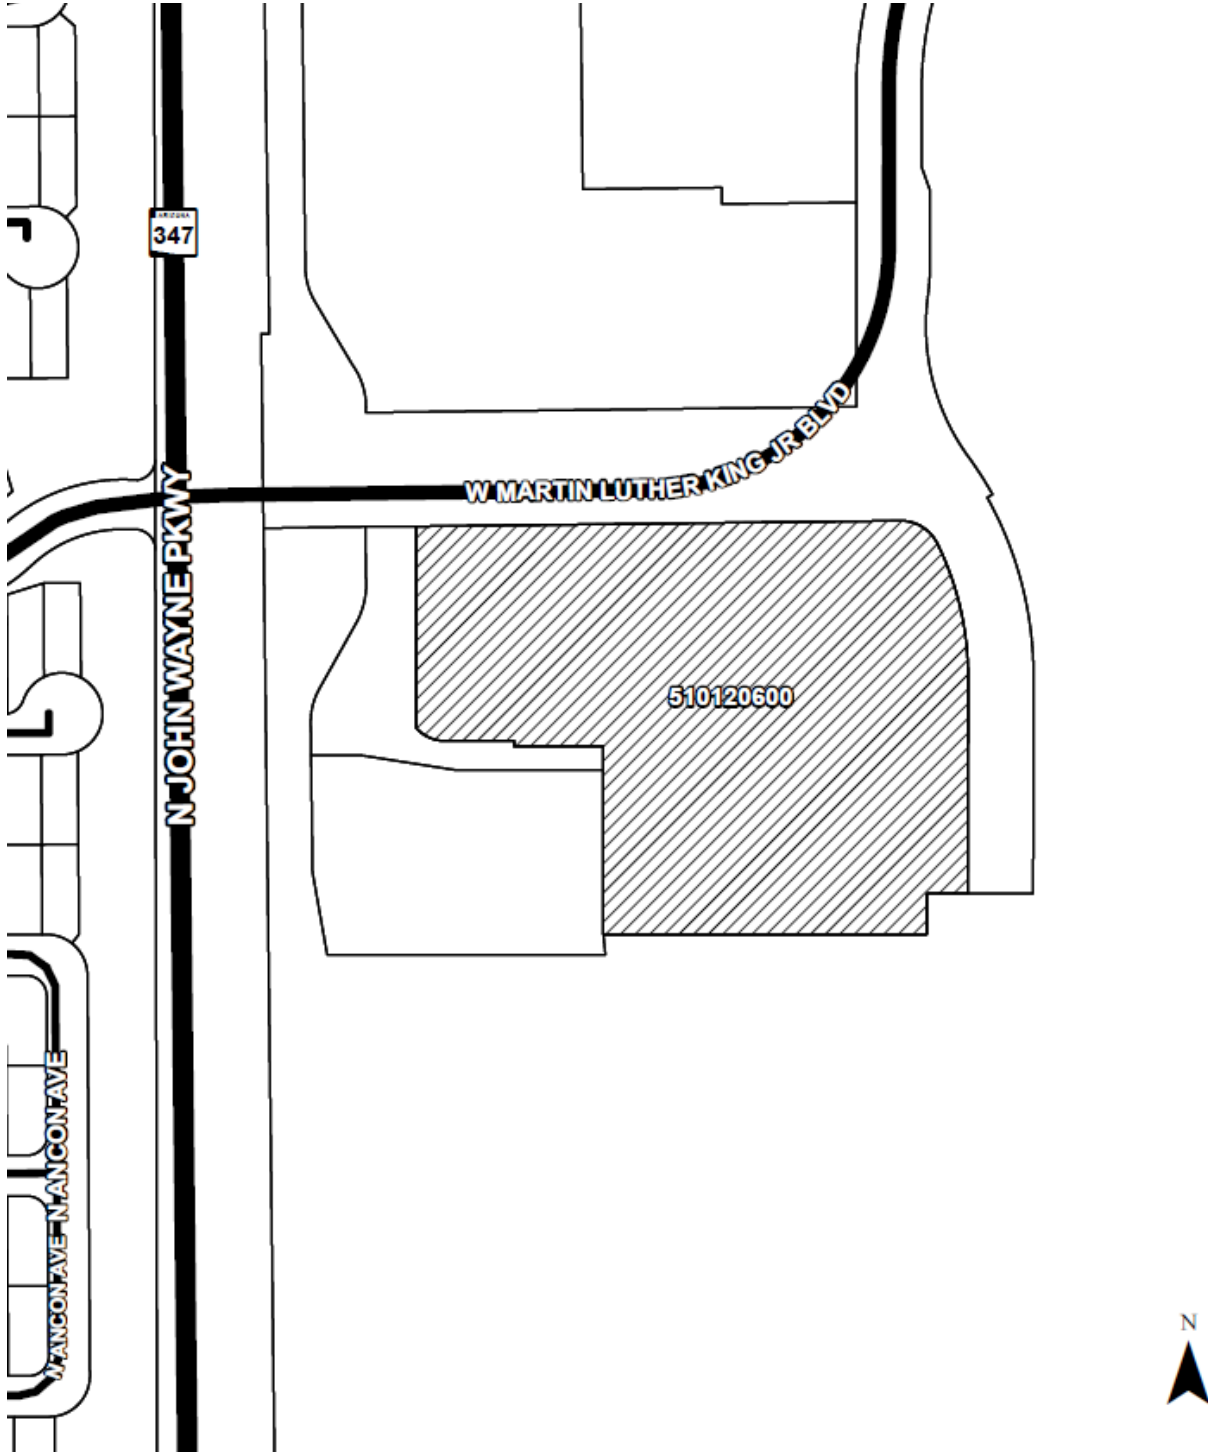 ARIZONA
347
W MARTIN LUTHER KING JR BLVD
N JOHN WAYNE PKWY
510120600
N ANCON AVE
W ANCON AVE
N